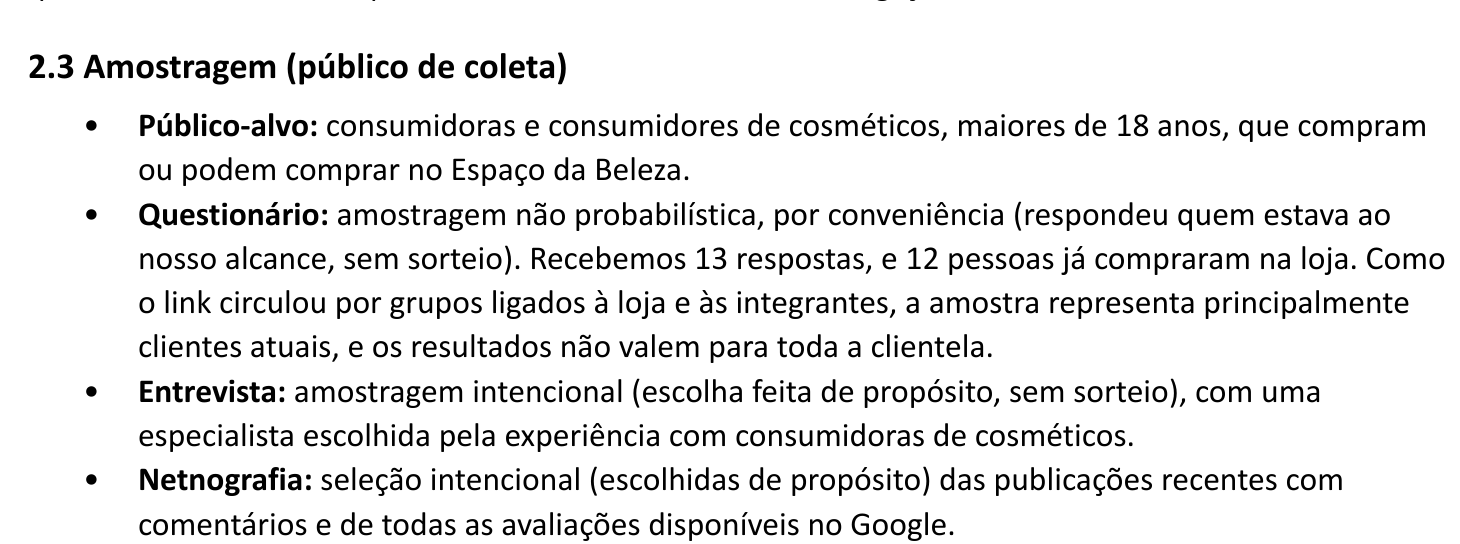 2.3 Amostragem (público de coleta)
• Público-alvo: consumidoras e consumidores de cosméticos, maiores de 18 anos, que compram
ou podem comprar no Espaço da Beleza.
• Questionário: amostragem não probabilística, por conveniência (respondeu quem estava ao
nosso alcance, sem sorteio). Recebemos 13 respostas, e 12 pessoas já compraram na loja. Como
o link circulou por grupos ligados à loja e às integrantes, a amostra representa principalmente
clientes atuais, e os resultados não valem para toda a clientela.
• Entrevista: amostragem intencional (escolha feita de propósito, sem sorteio), com uma
especialista escolhida pela experiência com consumidoras de cosméticos.
• Netnografia: seleção intencional (escolhidas de propósito) das publicações recentes com
comentários e de todas as avaliações disponíveis no Google.